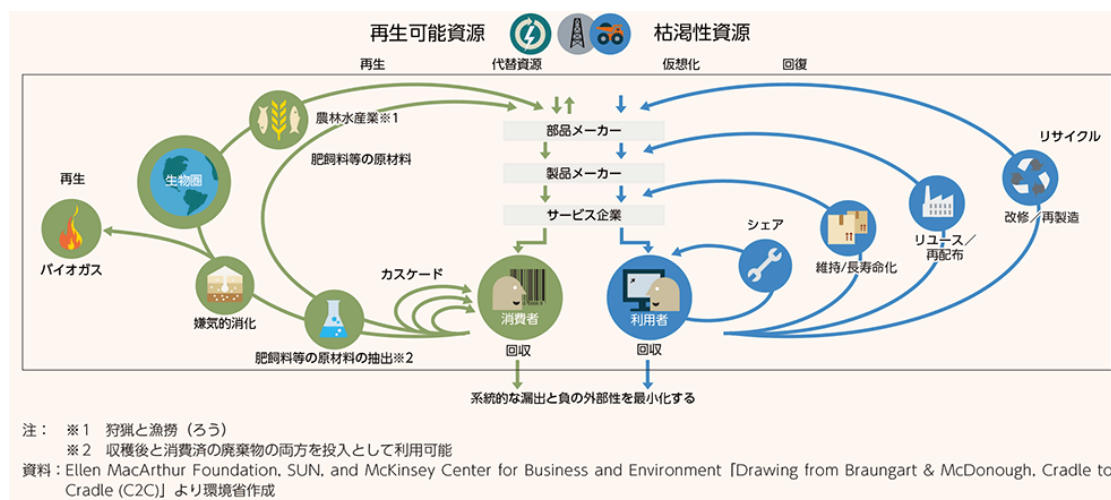 再生可能資源
枯渇性資源
再生
代替資源
仮想化
回復
農林水産業※1
部品メーカー
リサイクル
肥飼料等の原材料
生物圏
再生
製品メーカー
サービス企業
改修／再製造
シェア
リユース／
再配布
維持/長寿命化
バイオガス
カスケード
嫌気的消化
消費者
利用者
肥飼料等の原材料の抽出※2
回収
回収
系統的な漏出と負の外部性を最小化する
注： ※1 狩猟と漁撈（ろう）
※2 収穫後と消費済の廃棄物の両方を投入として利用可能
資料：Ellen MacArthur Foundation, SUN, and McKinsey Center for Business and Environment「Drawing from Braungart & McDonough, Cradle to
Cradle (C2C)」より環境省作成